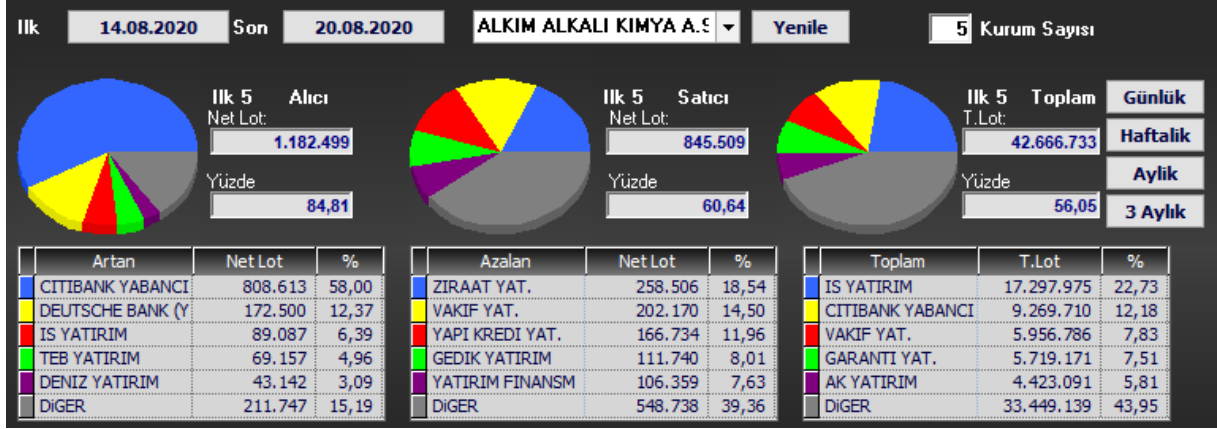 Ilk 14.08.2020 Son 20.08.2020 ALKIM ALKALI KIMYA A.S Yenile 5 Kurum Sayısı
Ilk 5 Alıcı
Net Lot:
1.182.499
Yüzde
84,81
Ilk 5 Satıcı
Net Lot:
845.509
Yüzde
60,64
Ilk 5 Toplam
T.Lot:
42.666.733
Yüzde
56,05
Günlük
Haftalik
Aylik
3 Aylık
Artan Net Lot %
CITIBANK YABANCI 808.613 58,00
DEUTSCHE BANK (Y 172.500 12,37
IS YATIRIM 89.087 6,39
TEB YATIRIM 69.157 4,96
DENIZ YATIRIM 43.142 3,09
DiGER 211.747 15,19
Azalan Net Lot %
ZIRAAT YAT. 258.506 18,54
VAKIF YAT. 202.170 14,50
YAPI KREDI YAT. 166.734 11,96
GEDIK YATIRIM 111.740 8,01
YATIRIM FINANSM 106.359 7,63
DiGER 548.738 39,36
Toplam T.Lot %
IS YATIRIM 17.297.975 22,73
CITIBANK YABANCI 9.269.710 12,18
VAKIF YAT. 5.956.786 7,83
GARANTI YAT. 5.719.171 7,51
AK YATIRIM 4.423.091 5,81
DiGER 33.449.139 43,95